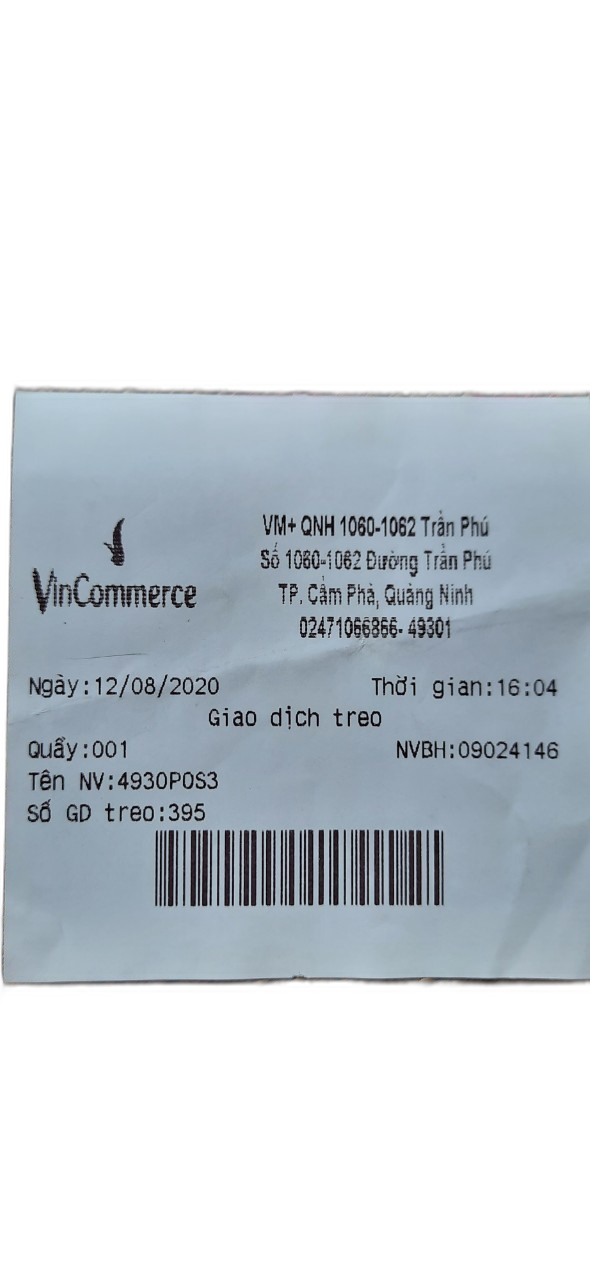 VinCommerce
VM+ QNH 1060-1062 Trần Phú
Số 1060-1062 Đường Trần Phú
TP. Cẩm Phả, Quảng Ninh
02471066866- 49301
Ngày:12/08/2020 Thời gian:16:04
Giao dịch treo
Quầy:001 NVBH:09024146
Tên NV:4930POS3
Số GD treo:395